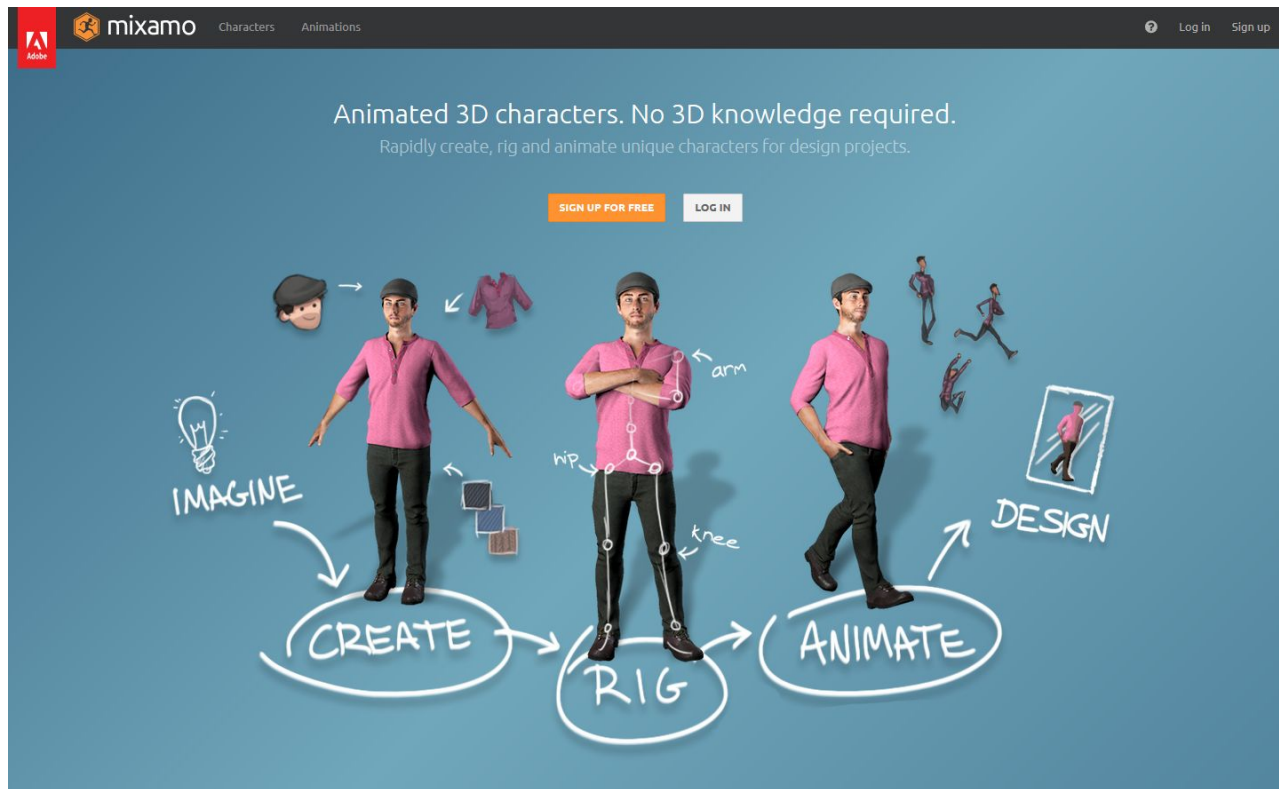 Adobe
mixamo
Characters
Animations
Log in
Sign up
Animated 3D characters. No 3D knowledge required.
Rapidly create, rig and animate unique characters for design projects.
SIGN UP FOR FREE
LOG IN
arm
hip
knee
IMAGINE
DESIGN
CREATE
RIG
ANIMATE